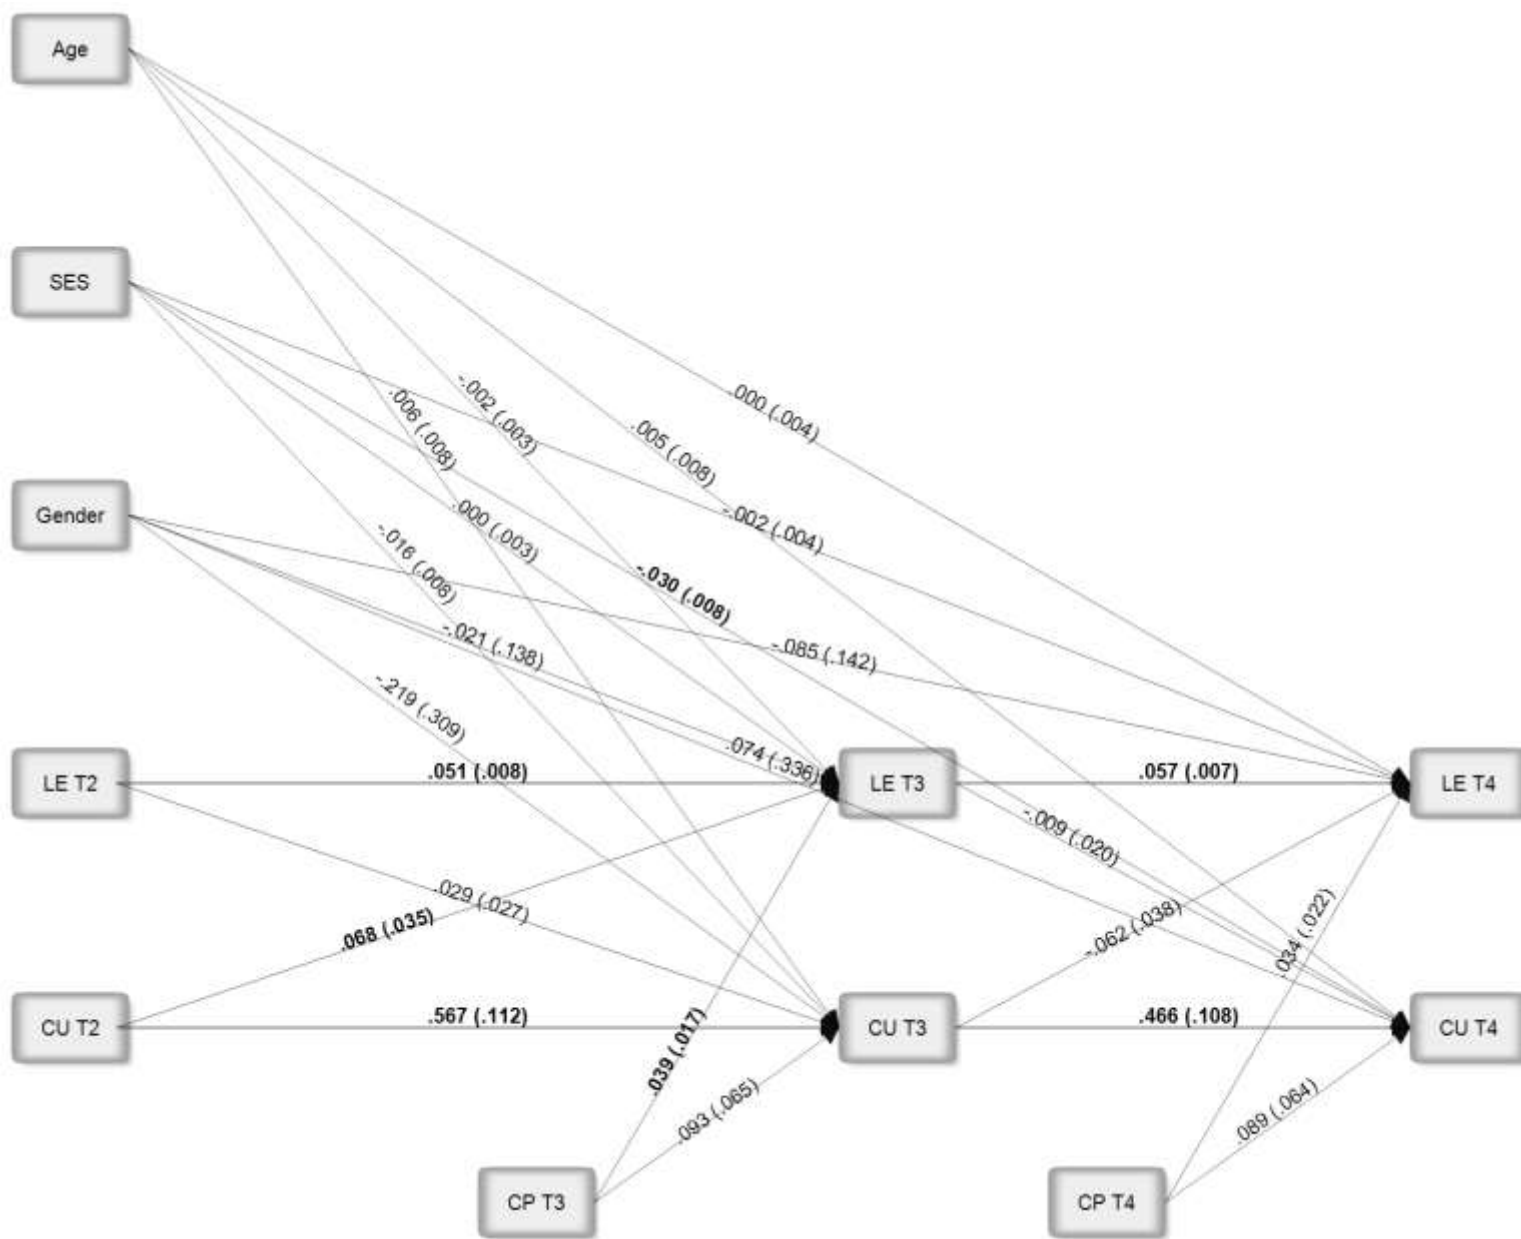 Age
SES
.000 (.004)
-.002 (.003)
.006 (.008)
.005 (.008)
Gender
.000 (.003)
-.002 (.004)
-.016 (.008)
-.030 (.008)
-.021 (.138)
-.085 (.142)
-.219 (.309)
.074 (.336)
LE T2
.051 (.008)
LE T3
.057 (.007)
LE T4
-.009 (.020)
.029 (.027)
.068 (.035)
-.062 (.038)
.034 (.022)
CU T2
.567 (.112)
CU T3
.466 (.108)
CU T4
.039 (.017)
.093 (.065)
.089 (.064)
CP T3
CP T4